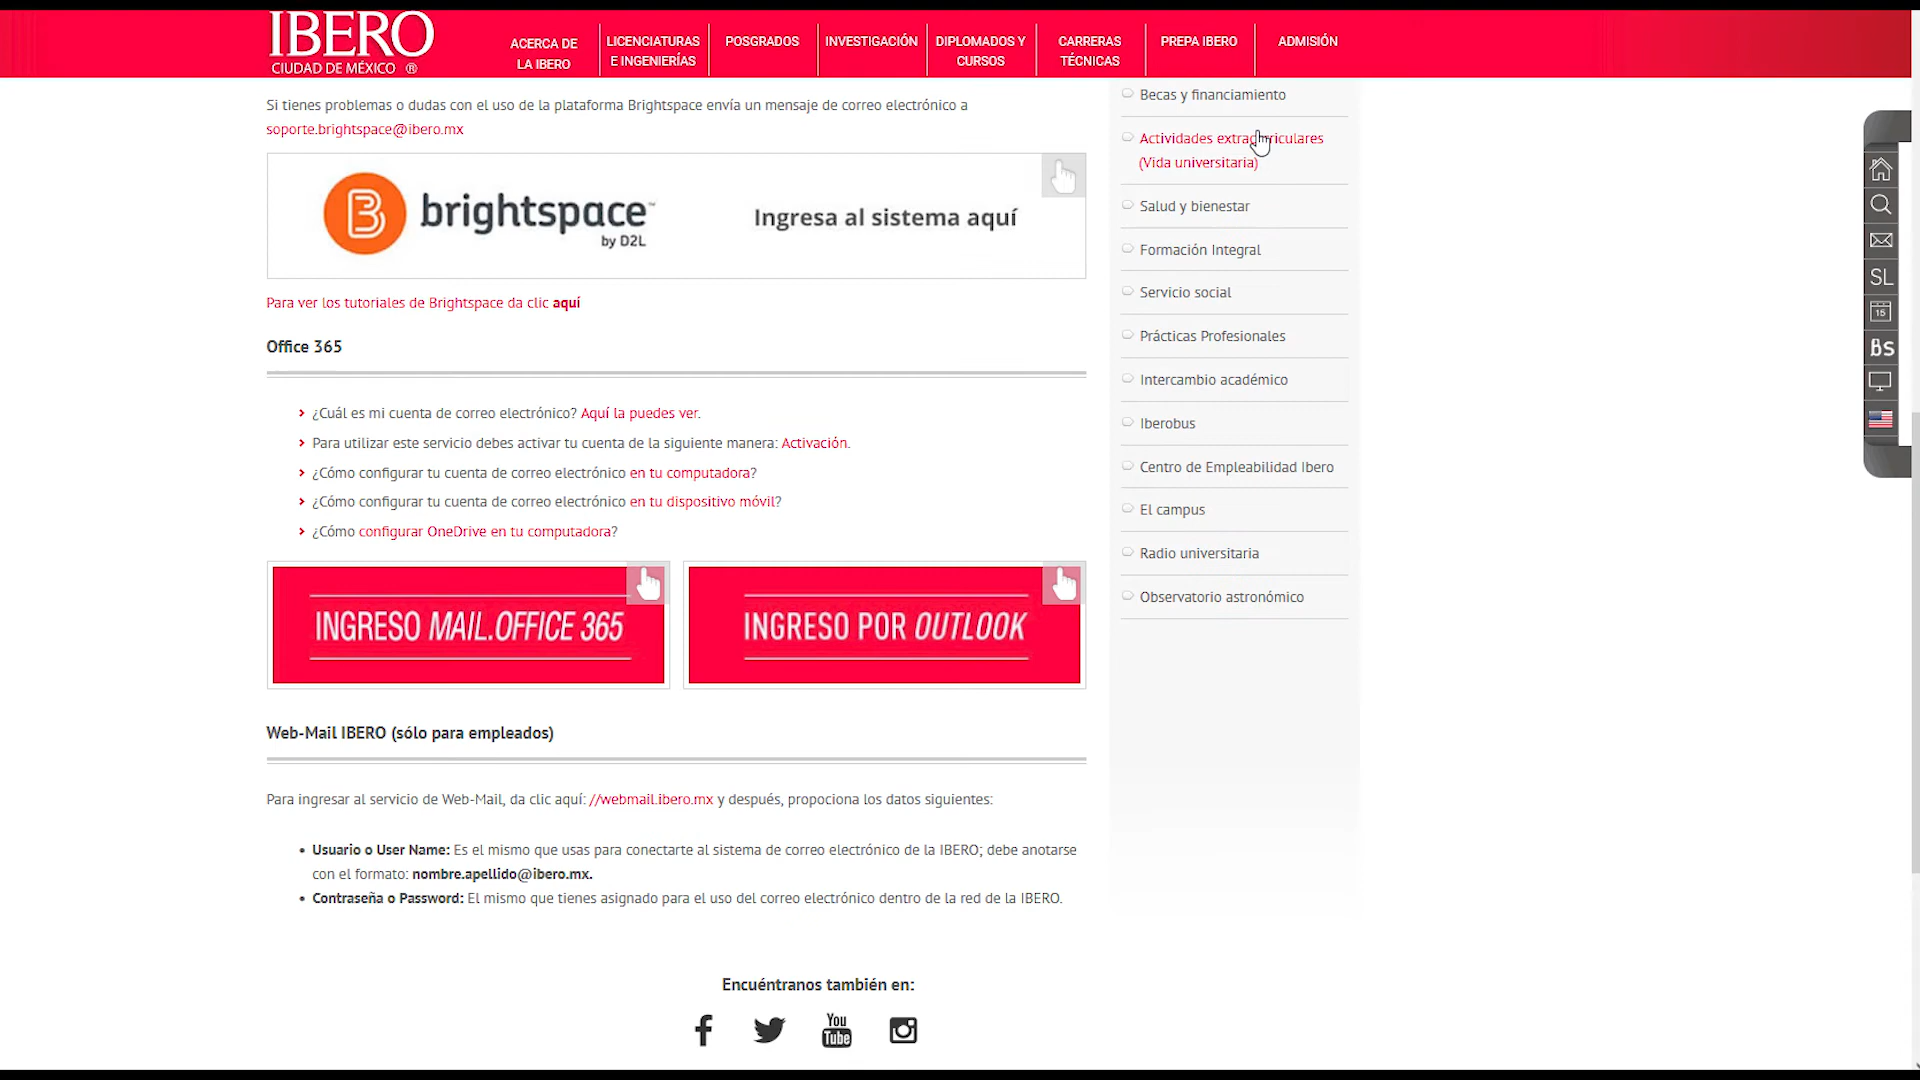 IBERO
CIUDAD DE MÉXICO ®
ACERCA DE
LA IBERO
LICENCIATURAS
E INGENIERÍAS
POSGRADOS
INVESTIGACIÓN
DIPLOMADOS Y
CURSOS
CARRERAS
TÉCNICAS
PREPA IBERO
ADMISIÓN
Si tienes problemas o dudas con el uso de la plataforma Brightspace envía un mensaje de correo electrónico a
soporte.brightspace@ibero.mx
B brightspace™
by D2L
Ingresa al sistema aquí
Para ver los tutoriales de Brightspace da clic aquí
Office 365
¿Cuál es mi cuenta de correo electrónico? Aquí la puedes ver.
Para utilizar este servicio debes activar tu cuenta de la siguiente manera: Activación.
¿Cómo configurar tu cuenta de correo electrónico en tu computadora?
¿Cómo configurar tu cuenta de correo electrónico en tu dispositivo móvil?
¿Cómo configurar OneDrive en tu computadora?
INGRESO MAIL.OFFICE 365
INGRESO POR OUTLOOK
Web-Mail IBERO (sólo para empleados)
Para ingresar al servicio de Web-Mail, da clic aquí: //webmail.ibero.mx y después, propociona los datos siguientes:
• Usuario o User Name: Es el mismo que usas para conectarte al sistema de correo electrónico de la IBERO; debe anotarse
con el formato: nombre.apellido@ibero.mx.
• Contraseña o Password: El mismo que tienes asignado para el uso del correo electrónico dentro de la red de la IBERO.
Becas y financiamiento
Actividades extracurriculares
(Vida universitaria)
Salud y bienestar
Formación Integral
Servicio social
Prácticas Profesionales
Intercambio académico
Iberobus
Centro de Empleabilidad Ibero
El campus
Radio universitaria
Observatorio astronómico
SL
15
BS
Encuéntranos también en:
You
Tube